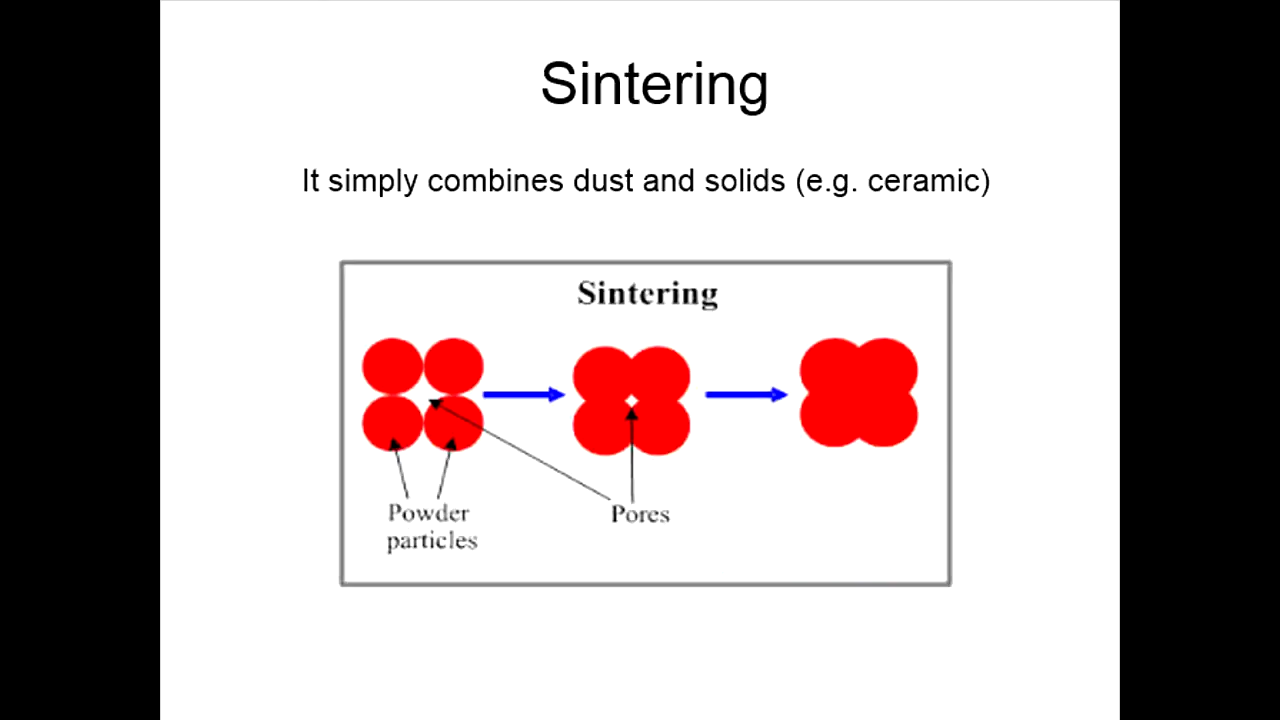 Sintering
It simply combines dust and solids (e.g. ceramic)
Sintering
Powder
particles
Pores